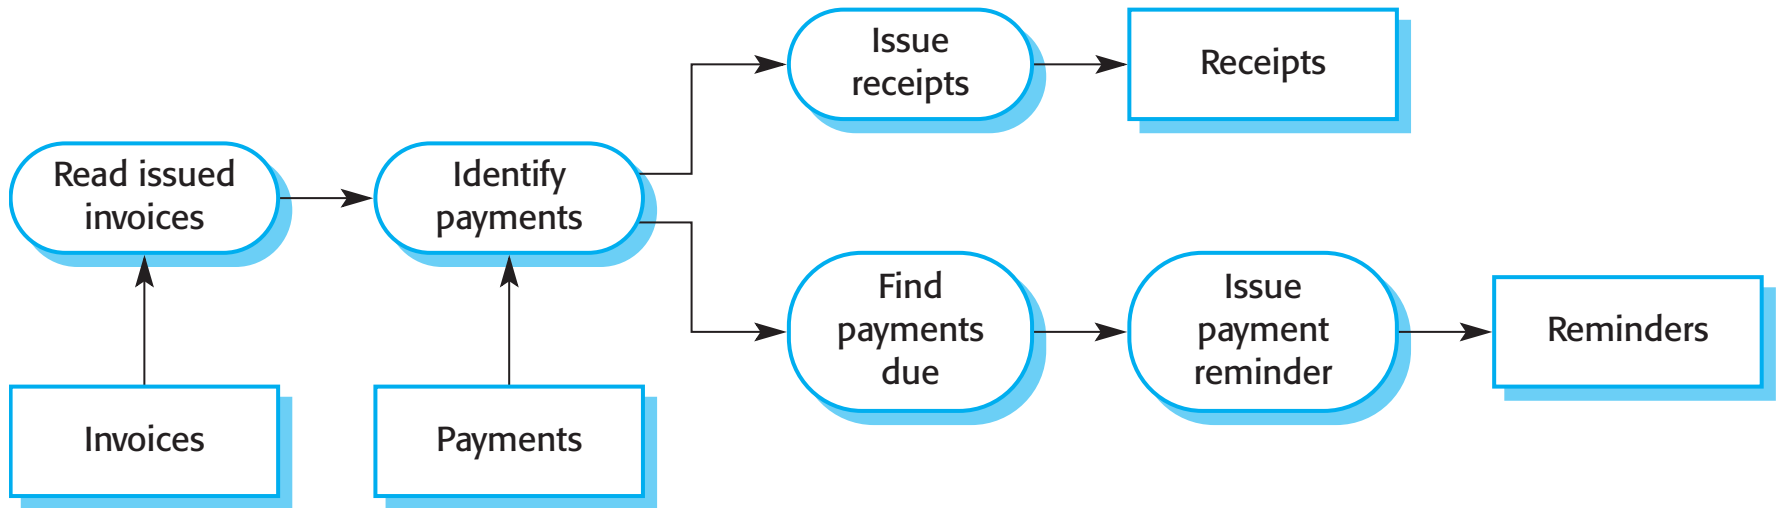 Issue
receipts
Receipts
Read issued
invoices
Identify
payments
Find
payments
due
Issue
payment
reminder
Reminders
Invoices
Payments